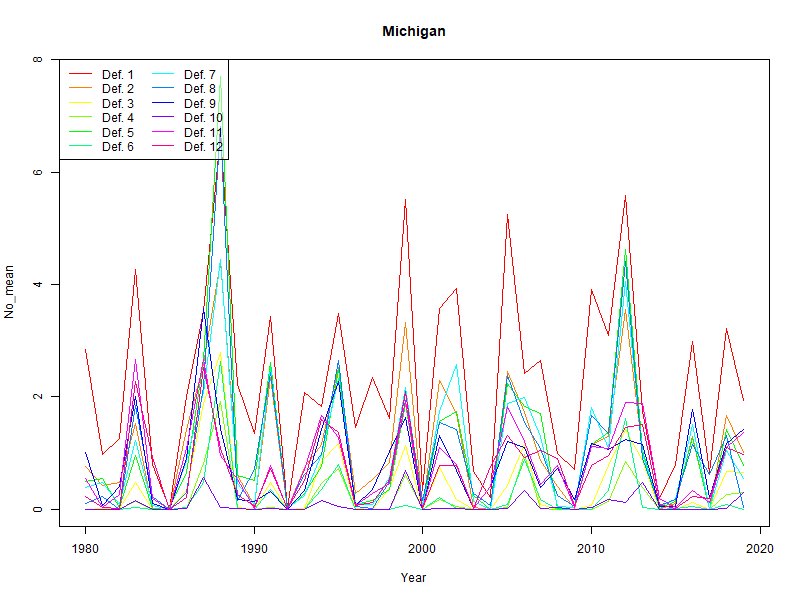 Michigan
8
6
4
2
0
No_mean
Def. 1
Def. 2
Def. 3
Def. 4
Def. 5
Def. 6
Def. 7
Def. 8
Def. 9
Def. 10
Def. 11
Def. 12
1980
1990
2000
2010
2020
Year